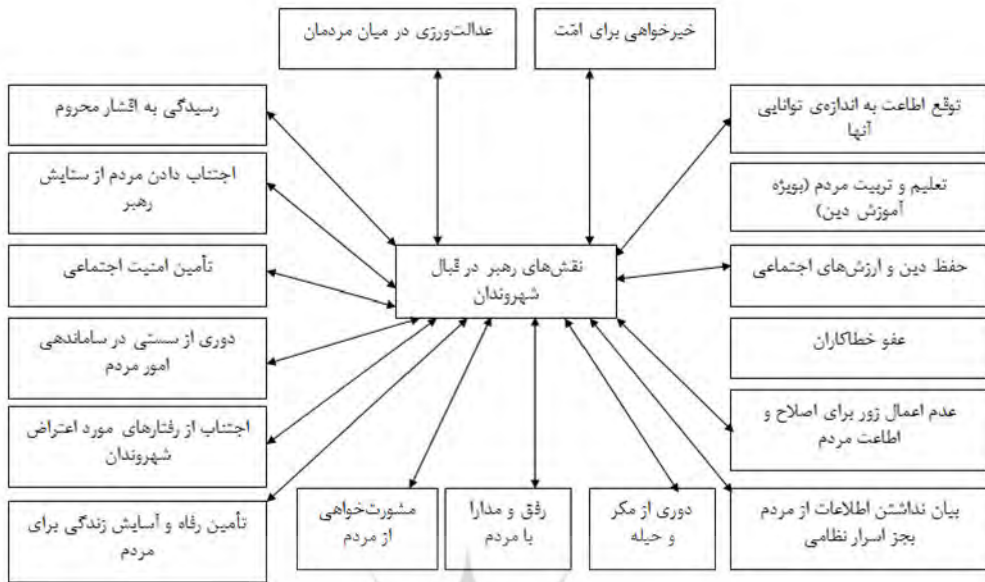 خیرخواهی برای امّت
عدالت‌ورزی در میان مردمان
توقع اطاعت به اندازه‌ی توانایی
آنها
رسیدگی به اقشار محروم
تعلیم و تربیت مردم (بویژه
آموزش دین)
اجتناب دادن مردم از ستایش
رهبر
نقش‌های رهبر در قبال
شهروندان
حفظ دین و ارزش‌های اجتماعی
تأمین امنیت اجتماعی
عفو خطاکاران
دوری از سستی در ساماندهی
امور مردم
عدم اعمال زور برای اصلاح و
اطاعت مردم
اجتناب از رفتارهای مورد اعتراض
شهروندان
بیان نداشتن اطلاعات از مردم
بجز اسرار نظامی
دوری از مکر
و حیله
رفق و مدارا
با مردم
مشورت‌خواهی
از مردم
تأمین رفاه و آسایش زندگی برای
مردم